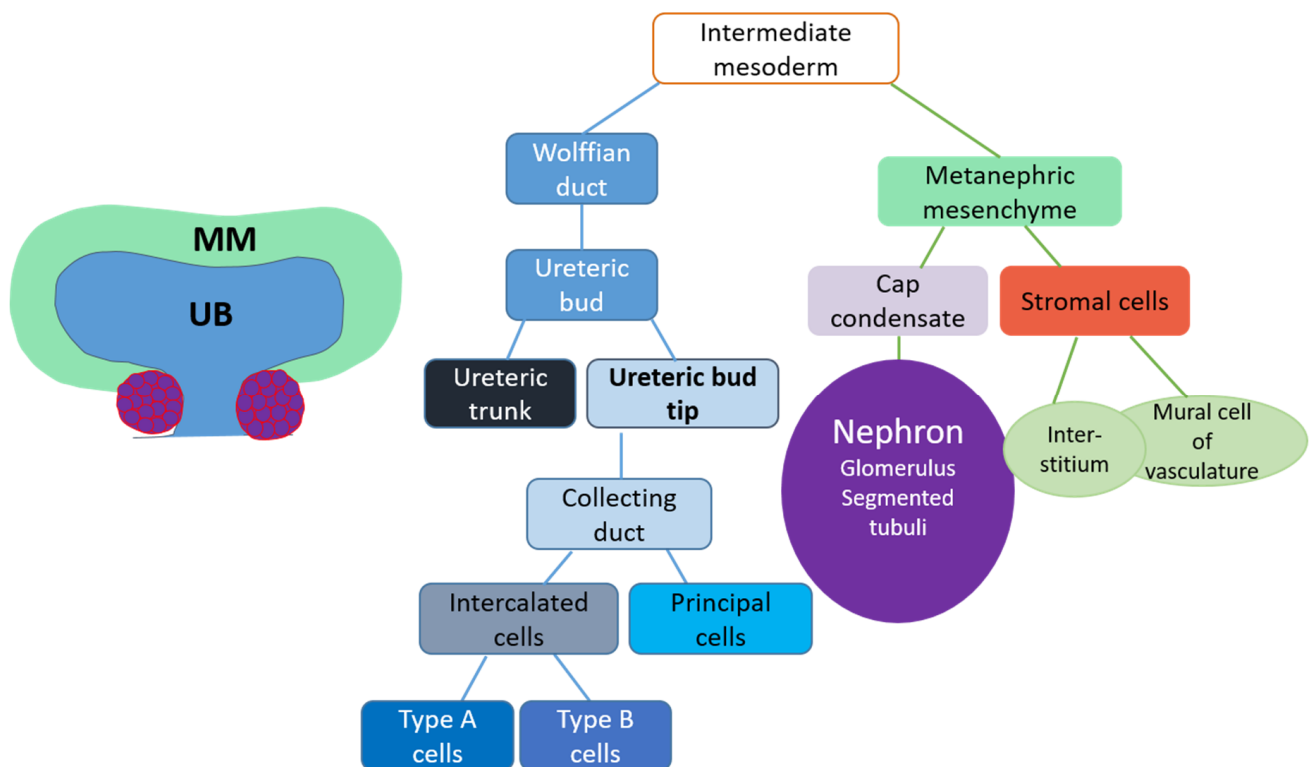 Intermediate
mesoderm
Wolffian
duct
Metanephric
mesenchyme
MM
UB
Ureteric
bud
Cap
condensate
Stromal cells
Ureteric
trunk
Ureteric bud
tip
Nephron
Glomerulus
Segmented
tubuli
Inter-
stitium
Mural cell
of
vasculature
Collecting
duct
Intercalated
cells
Principal
cells
Type A
cells
Type B
cells